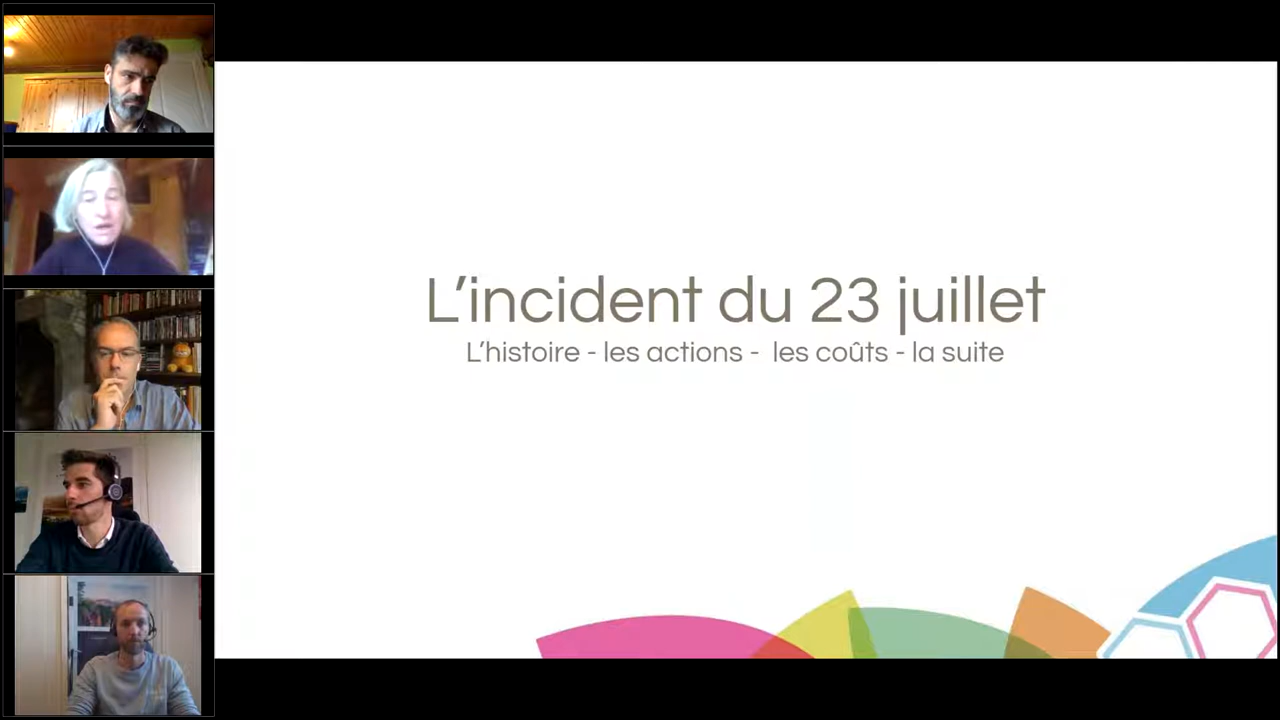 L'incident du 23 juillet
L'histoire - les actions -  les coûts - la suite